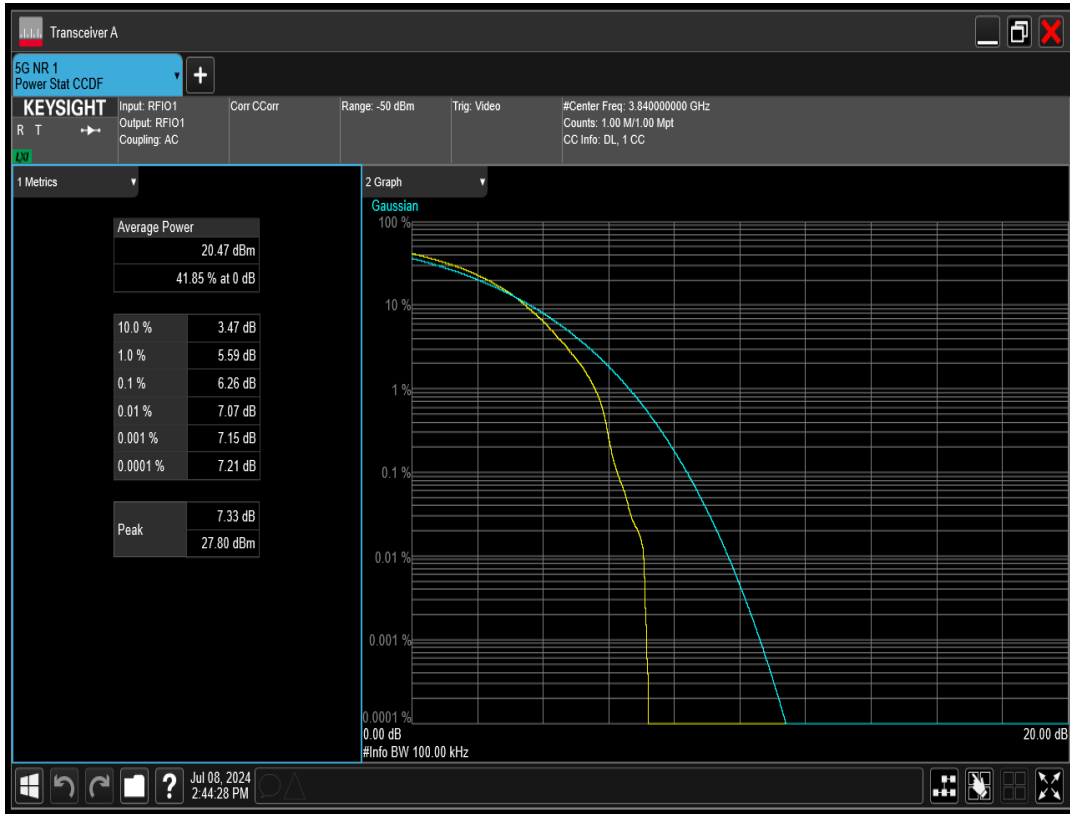 Transceiver A
5G NR 1
Power Stat CCDF
+
KEYSIGHT
R T
LXI
Input: RFIO1
Output: RFIO1
Coupling: AC
Corr CCorr
Range: -50 dBm
Trig: Video
#Center Freq: 3.840000000 GHz
Counts: 1.00 M/1.00 Mpt
CC Info: DL, 1 CC
1 Metrics
Average Power
20.47 dBm
41.85 % at 0 dB
10.0 % 3.47 dB
1.0 % 5.59 dB
0.1 % 6.26 dB
0.01 % 7.07 dB
0.001 % 7.15 dB
0.0001 % 7.21 dB
Peak
7.33 dB
27.80 dBm
2 Graph
Gaussian
100 %
10 %
1 %
0.1 %
0.01 %
0.001 %
0.0001 %
0.00 dB 20.00 dB
#Info BW 100.00 kHz
?
Jul 08, 2024
2:44:28 PM